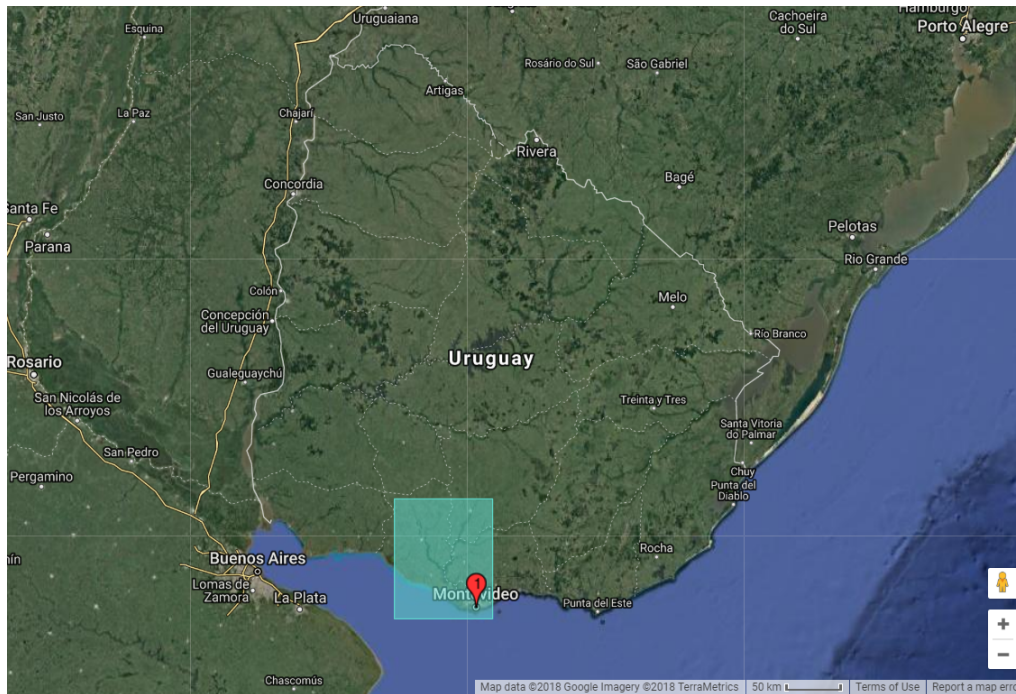 Uruguaiana
Hamburgo
Cachoeira
do Sul
Porto Alegre
Esquina
Rosário do Sul
São Gabriel
Artigas
La Paz
San Justo
Chajarí
Rivera
Concordia
Bagé
Santa Fe
Parana
Pelotas
Rio Grande
Colón
Melo
Concepción
del Uruguay
Río Branco
Uruguay
Rosario
Gualeguaychú
San Nicolás de
los Arroyos
Treinta y Tres
Santa Vitoria
do Palmar
San Pedro
Chuy
Pergamino
Punta del
Diablo
Rocha
Buenos Aires
Lomas de
Zamora
La Plata
1
Montevideo
Punta del Este
Chascomús
+
−
Map data ©2018 Google Imagery ©2018 TerraMetrics 50 km Terms of Use Report a map